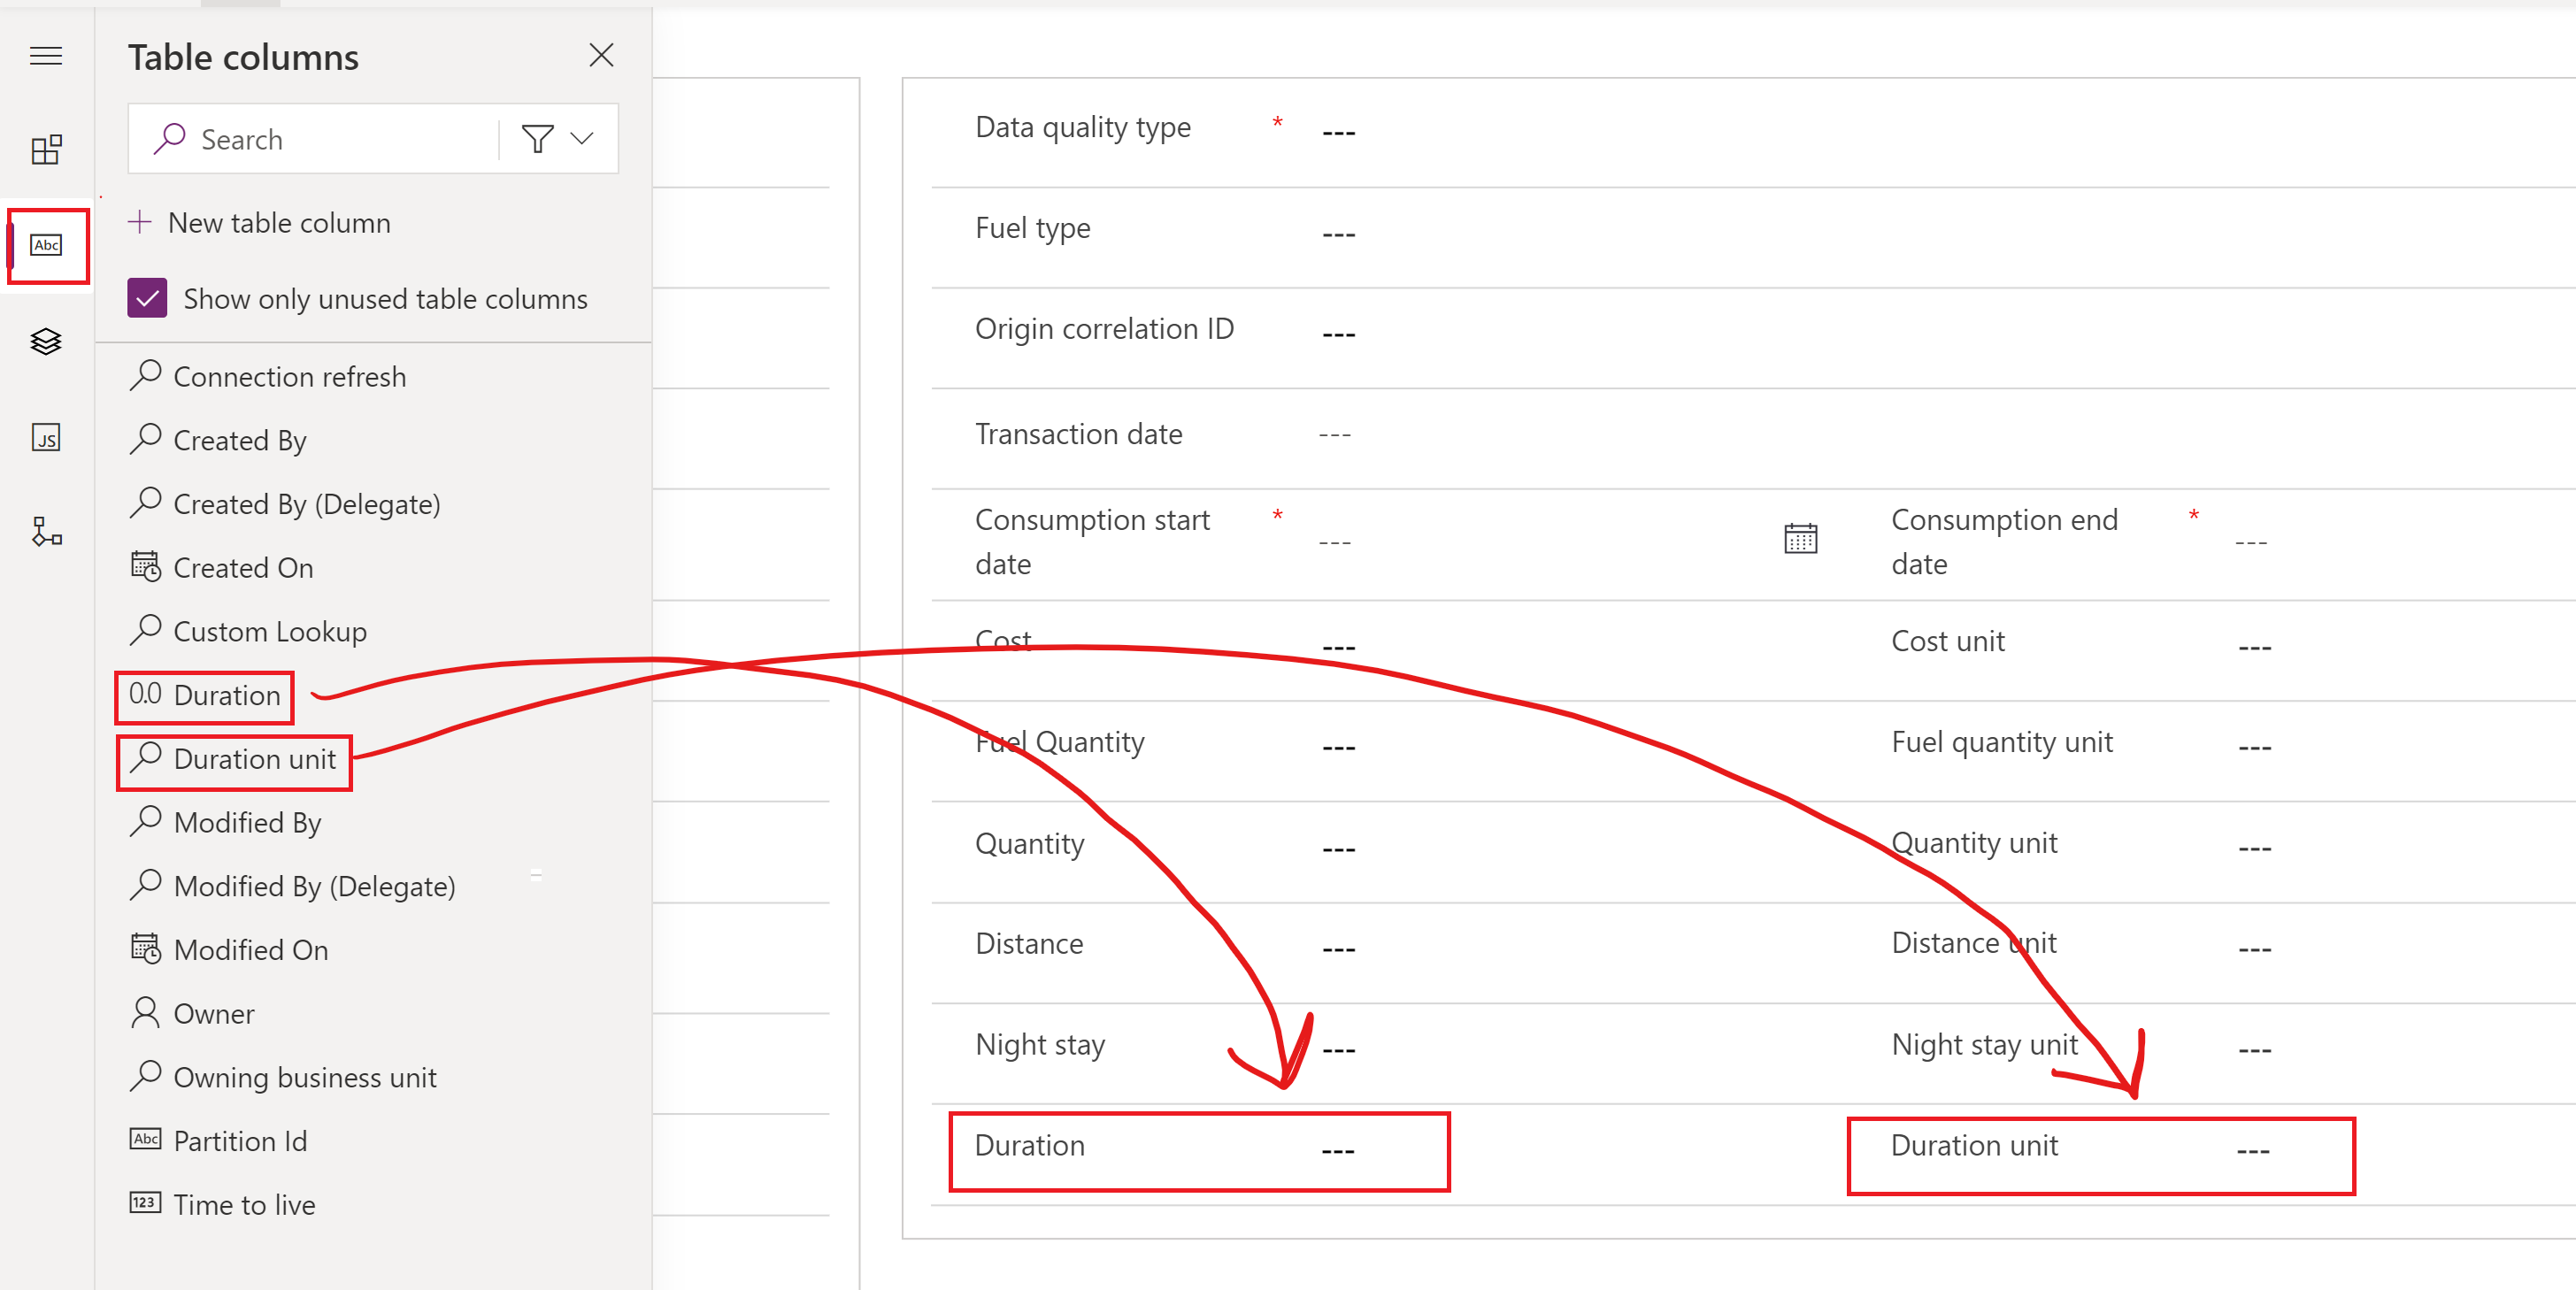 Table columns
Search
New table column
Abc
Show only unused table columns
Connection refresh
Created By
JS
Created By (Delegate)
Created On
Custom Lookup
0.0 Duration
Duration unit
Modified By
Modified By (Delegate)
Modified On
Owner
Owning business unit
Abc Partition Id
123 Time to live
Data quality type * ---
Fuel type ---
Origin correlation ID ---
Transaction date ---
Consumption start
date * ---
Consumption end
date * ---
Cost ---
Cost unit ---
Fuel Quantity ---
Fuel quantity unit ---
Quantity ---
Quantity unit ---
Distance ---
Distance unit ---
Night stay ---
Night stay unit ---
Duration ---
Duration unit ---